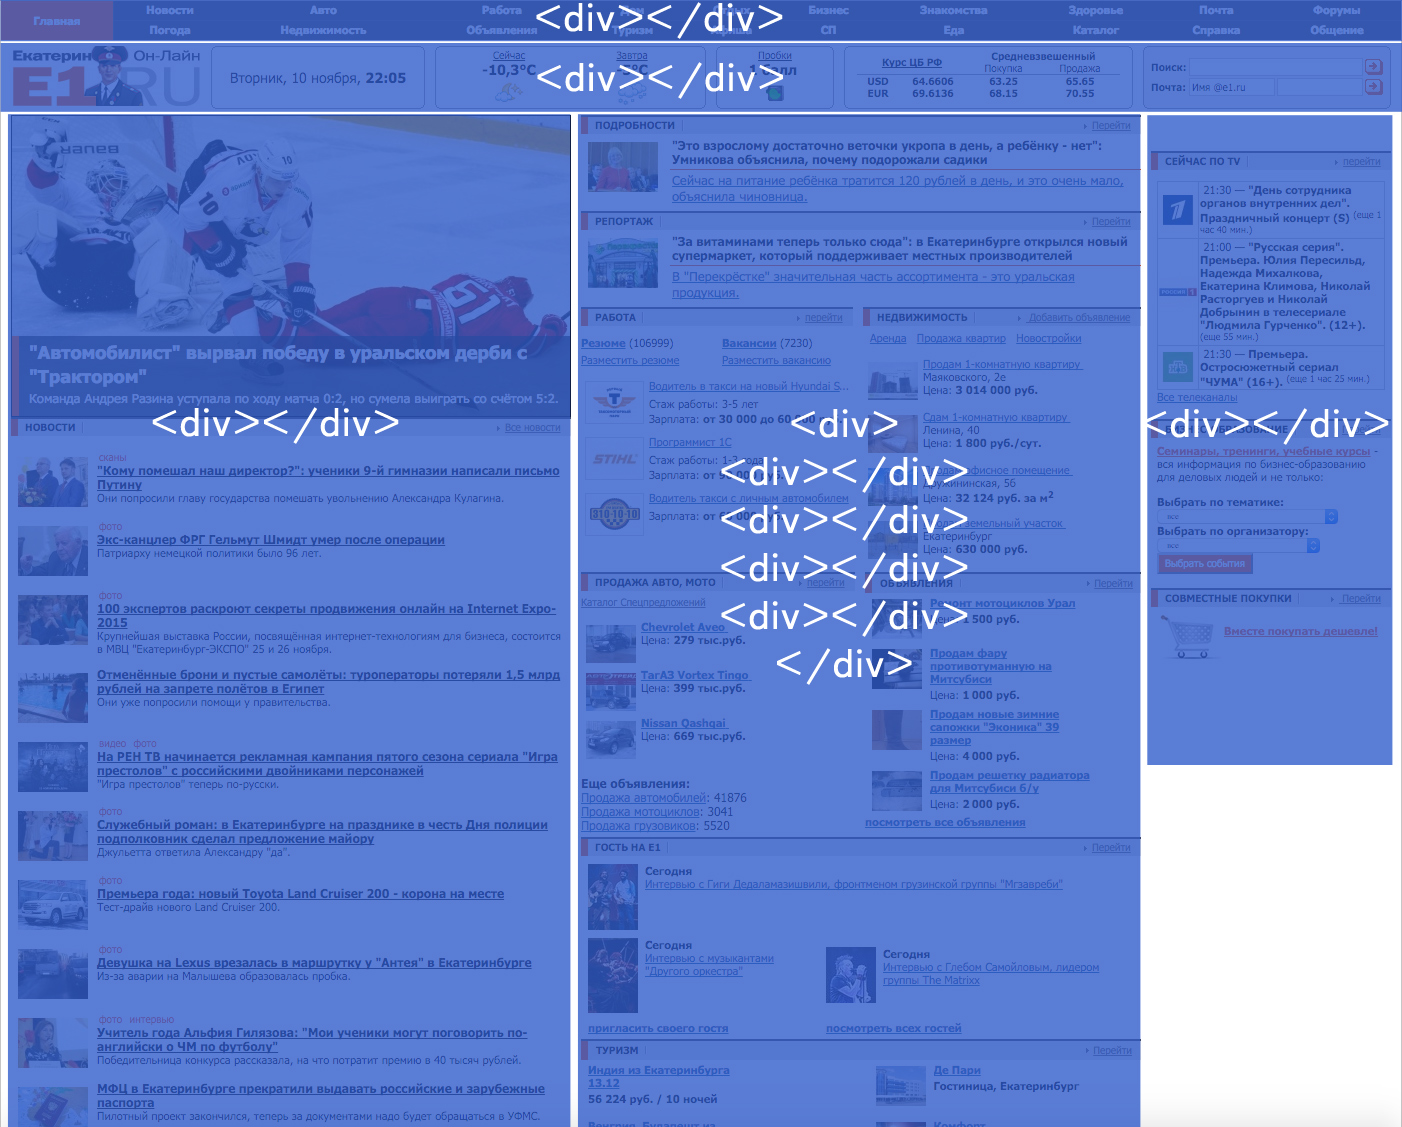 Главная
Новости Авто Работа Дом Отдых Бизнес Знакомства Здоровье Почта Форумы
Погода Недвижимость Объявления Туризм Афиша СП Еда Каталог Справка Общение
<div></div>
Екатеринбург Он-Лайн
E1.RU
Вторник, 10 ноября, 22:05
Сейчас
-10,3°C
Завтра
Пробки
1 балл
<div></div>
Курс ЦБ РФ Средневзвешенный
Покупка Продажа
USD 64.6606 63.25 65.65
EUR 69.6136 68.15 70.55
Поиск:
Почта: Имя @e1.ru
"Автомобилист" вырвал победу в уральском дерби с
"Трактором"
Команда Андрея Разина уступала по ходу матча 0:2, но сумела выиграть со счётом 5:2.
<div></div>
НОВОСТИ Все новости
сканы
"Кому помешал наш директор?": ученики 9-й гимназии написали письмо
Путину
Они попросили главу государства помешать увольнению Александра Кулагина.
фото
Экс-канцлер ФРГ Гельмут Шмидт умер после операции
Патриарху немецкой политики было 96 лет.
фото
100 экспертов раскроют секреты продвижения онлайн на Internet Expo-
2015
Крупнейшая выставка России, посвящённая интернет-технологиям для бизнеса, состоится
в МВЦ "Екатеринбург-ЭКСПО" 25 и 26 ноября.
Отменённые брони и пустые самолёты: туроператоры потеряли 1,5 млрд
рублей на запрете полётов в Египет
Они уже попросили помощи у правительства.
видео фото
На РЕН ТВ начинается рекламная кампания пятого сезона сериала "Игра
престолов" с российскими двойниками персонажей
"Игра престолов" теперь по-русски.
фото
Служебный роман: в Екатеринбурге на празднике в честь Дня полиции
подполковник сделал предложение майору
Джульетта ответила Александру "да".
фото
Премьера года: новый Toyota Land Cruiser 200 - корона на месте
Тест-драйв нового Land Cruiser 200.
фото
Девушка на Lexus врезалась в маршрутку у "Антея" в Екатеринбурге
Из-за аварии на Малышева образовалась пробка.
фото интервью
Учитель года Альфия Гилязова: "Мои ученики могут поговорить по-
английски о ЧМ по футболу"
Победительница конкурса рассказала, на что потратит премию в 40 тысяч рублей.
МФЦ в Екатеринбурге прекратили выдавать российские и зарубежные
паспорта
Пилотный проект закончился, теперь за документами надо будет обращаться в УФМС.
ПОДРОБНОСТИ Перейти
"Это взрослому достаточно веточки укропа в день, а ребёнку - нет":
Умникова объяснила, почему подорожали садики
Сейчас на питание ребёнка тратится 120 рублей в день, и это очень мало,
объяснила чиновница.
РЕПОРТАЖ Перейти
"За витаминами теперь только сюда": в Екатеринбурге открылся новый
супермаркет, который поддерживает местных производителей
В "Перекрёстке" значительная часть ассортимента - это уральская
продукция.
РАБОТА перейти
Резюме (106999) Вакансии (7230)
Разместить резюме Разместить вакансию
Водитель в такси на новый Hyundai S...
Стаж работы: 3-5 лет
Зарплата: от 30 000 до 60
STIHL
Программист 1С
Стаж работы: 1-3 года
Зарплата: от
310-10-10
Водитель такси с личным автомобилем
Зарплата: от
НЕДВИЖИМОСТЬ Добавить объявление
Аренда Продажа квартир Новостройки
Продам 1-комнатную квартиру
Маяковского, 2е
Цена: 3 014 000 руб.
Сдам 1-комнатную квартиру
Ленина, 40
Цена: 1 800 руб./сут.
Продам офисное помещение
Дружининская, 56
Цена: 32 124 руб. за м2
Продам земельный участок
Екатеринбург
Цена: 630 000 руб.
<div>
<div></div>
<div></div>
<div></div>
<div></div>
</div>
ПРОДАЖА АВТО, МОТО перейти
Каталог Спецпредложений
Chevrolet Aveo
Цена: 279 тыс.руб.
ТагАЗ Vortex Tingo
Цена: 399 тыс.руб.
Nissan Qashqai
Цена: 669 тыс.руб.
Еще объявления:
Продажа автомобилей: 41876
Продажа мотоциклов: 3041
Продажа грузовиков: 5520
ОБЪЯВЛЕНИЯ Перейти
Ремонт мотоциклов Урал
Цена: 1 500 руб.
Продам фару
противотуманную на
Митсубиси
Цена: 1 000 руб.
Продам новые зимние
сапожки "Эконика" 39
размер
Цена: 4 000 руб.
Продам решетку радиатора
для Митсубиси б/у
Цена: 2 000 руб.
посмотреть все объявления
ГОСТЬ НА Е1 Перейти
Сегодня
Интервью с Гиги Дедаламазишвили, фронтменом грузинской группы "Мгзавреби"
Сегодня
Интервью с музыкантами
"Другого оркестра"
Сегодня
Интервью с Глебом Самойловым, лидером
группы The Matrixx
пригласить своего гостя посмотреть всех гостей
ТУРИЗМ Перейти
Индия из Екатеринбурга
13.12
56 224 руб. / 10 ночей
Де Пари
Гостиница, Екатеринбург
СЕЙЧАС ПО TV перейти
21:30 — "День сотрудника
органов внутренних дел".
Праздничный концерт (S) (еще 1
час 40 мин.)
РОССИЯ 1
21:00 — "Русская серия".
Премьера. Юлия Пересильд,
Надежда Михалкова,
Екатерина Климова, Николай
Расторгуев и Николай
Добрынин в телесериале
"Людмила Гурченко". (12+).
(еще 55 мин.)
21:30 — Премьера.
Остросюжетный сериал
"ЧУМА" (16+). (еще 1 час 25 мин.)
Все телеканалы
<div></div>
БИЗНЕС-ОБРАЗОВАНИЕ Перейти
Семинары, тренинги, учебные курсы -
вся информация по бизнес-образованию
для деловых людей и не только:
Выбрать по тематике:
все
Выбрать по организатору:
все
Выбрать события
СОВМЕСТНЫЕ ПОКУПКИ Перейти
Вместе покупать дешевле!